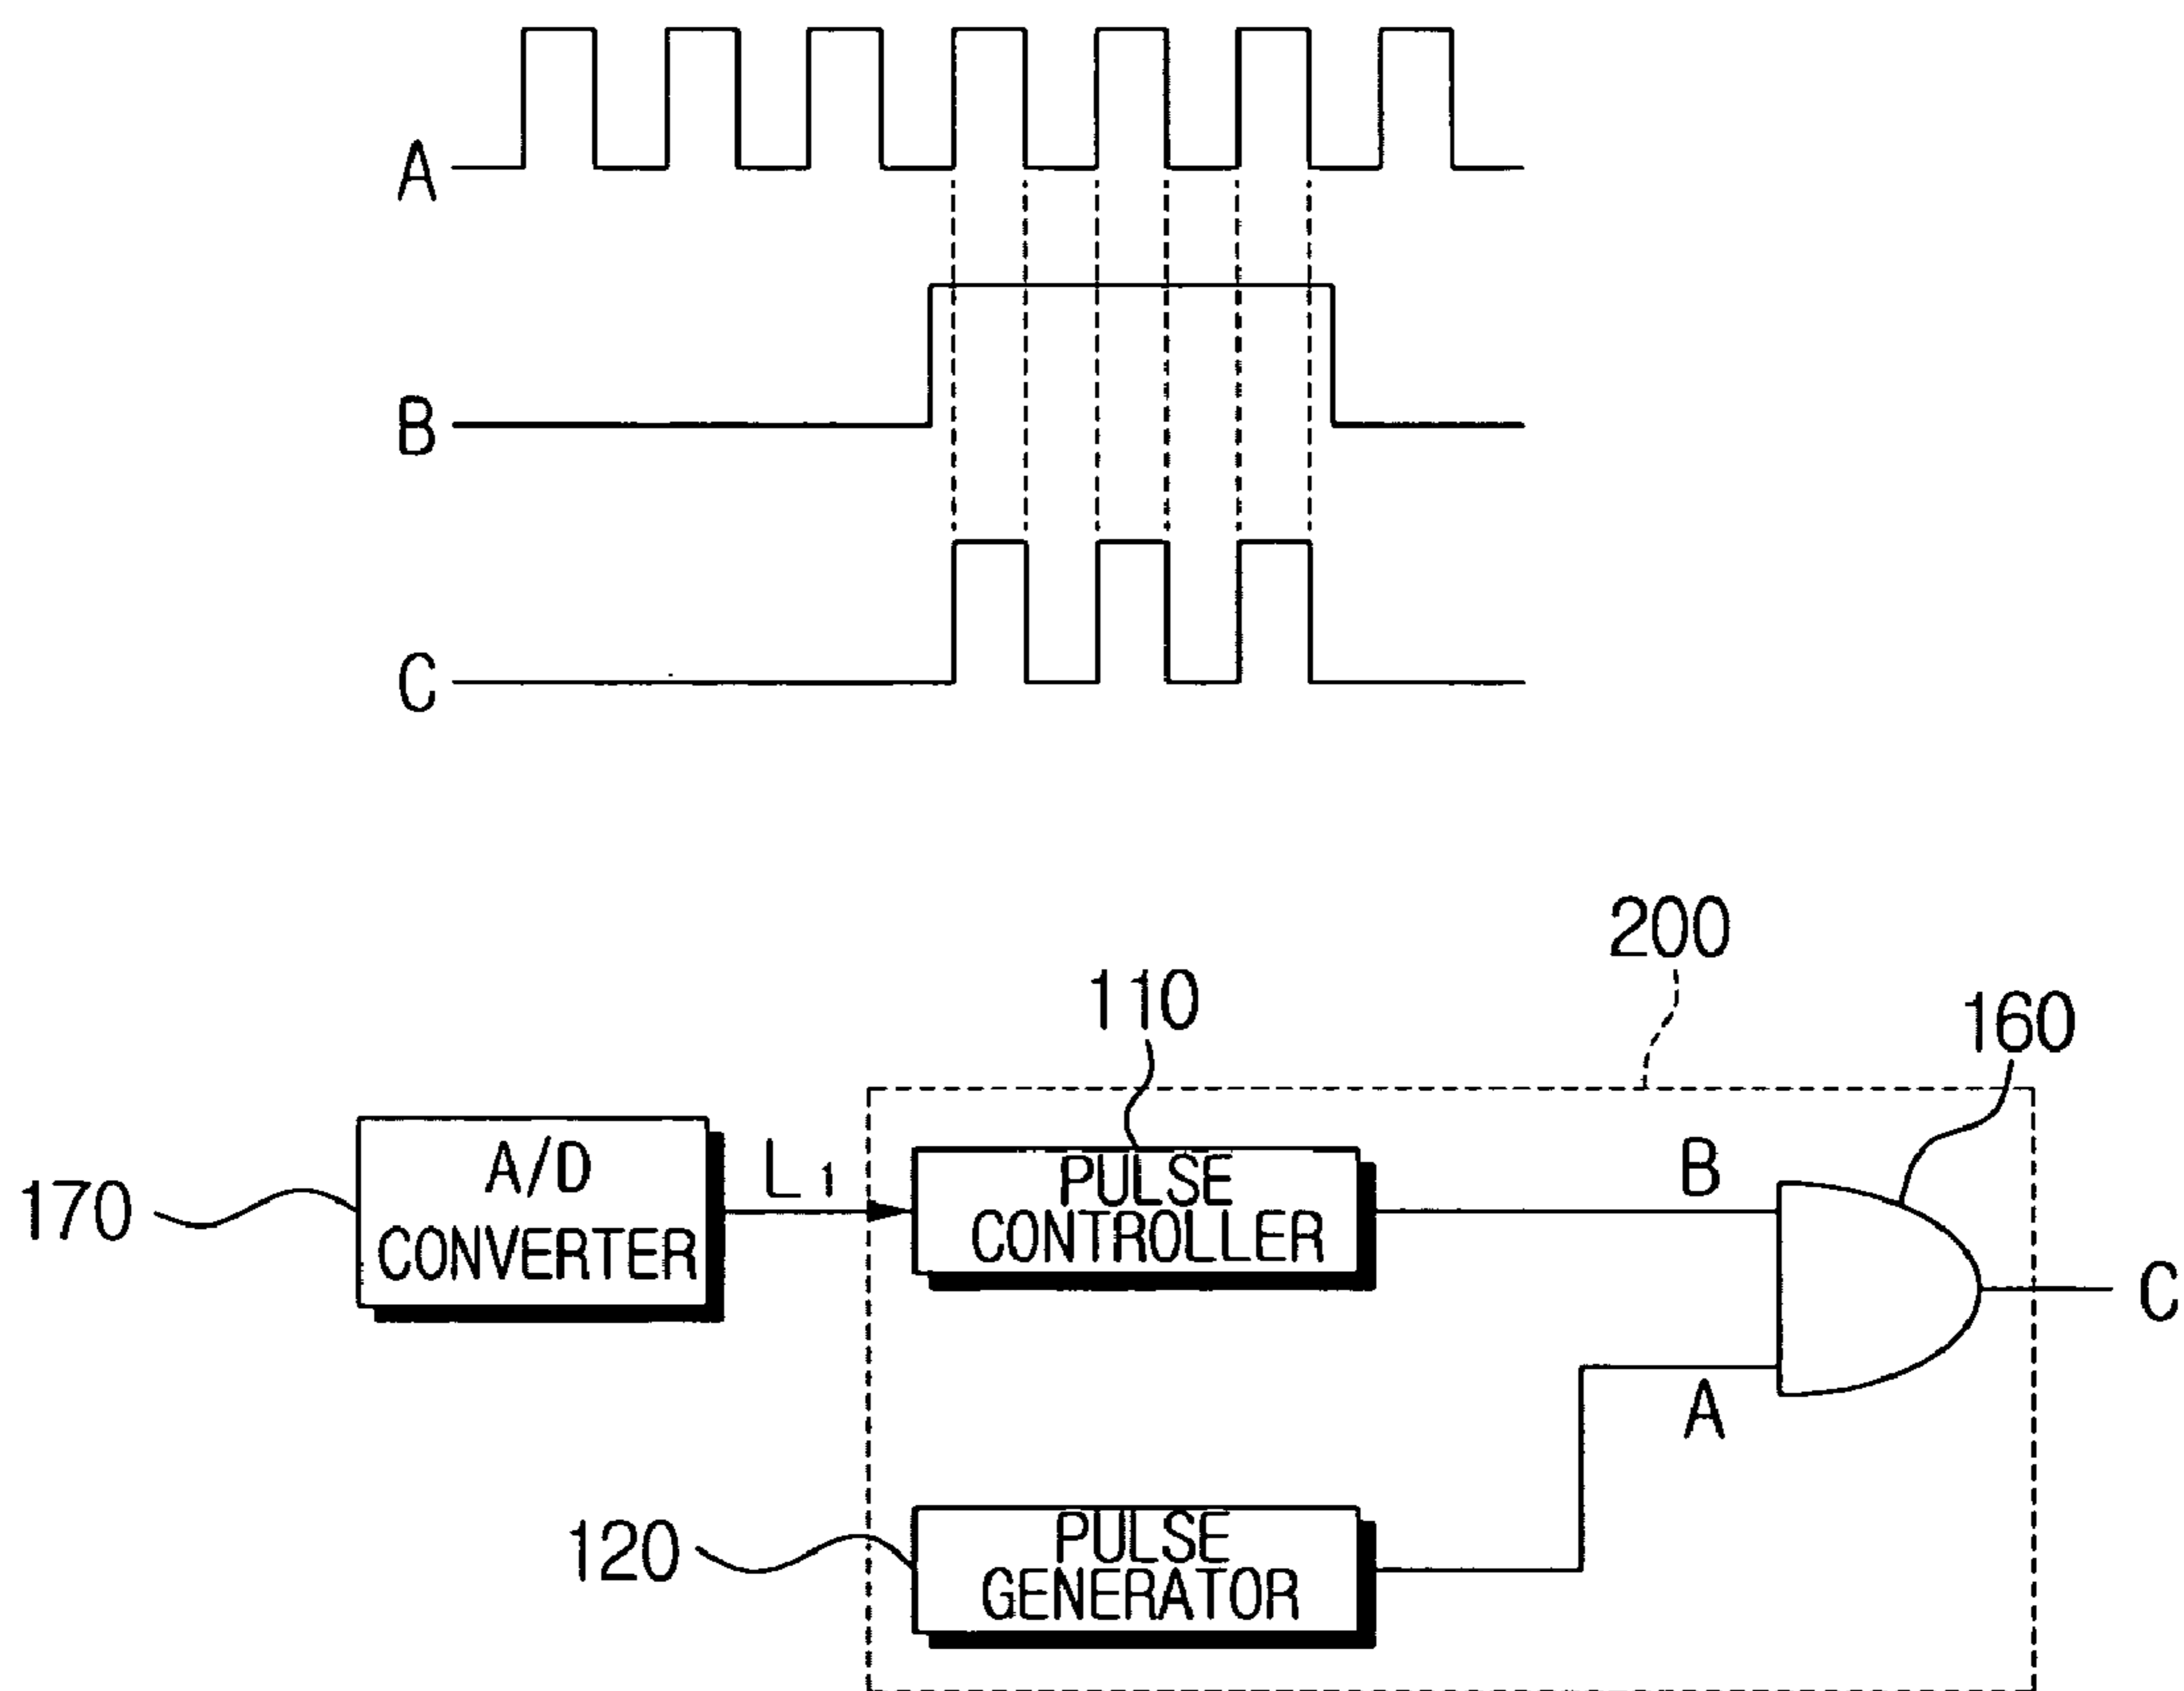 A
B
C
200
110
160
A/D
CONVERTER
170
L1
PULSE
CONTROLLER
B
C
A
120
PULSE
GENERATOR